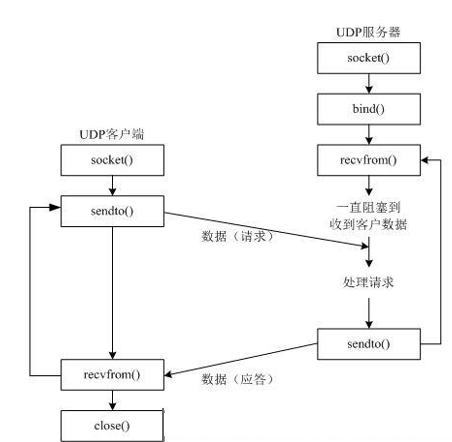 UDP服务器
socket()
bind()
recvfrom()
一直阻塞到
收到客户数据
处理请求
sendto()
UDP客户端
socket()
sendto()
数据（请求）
recvfrom()
数据（应答）
close()